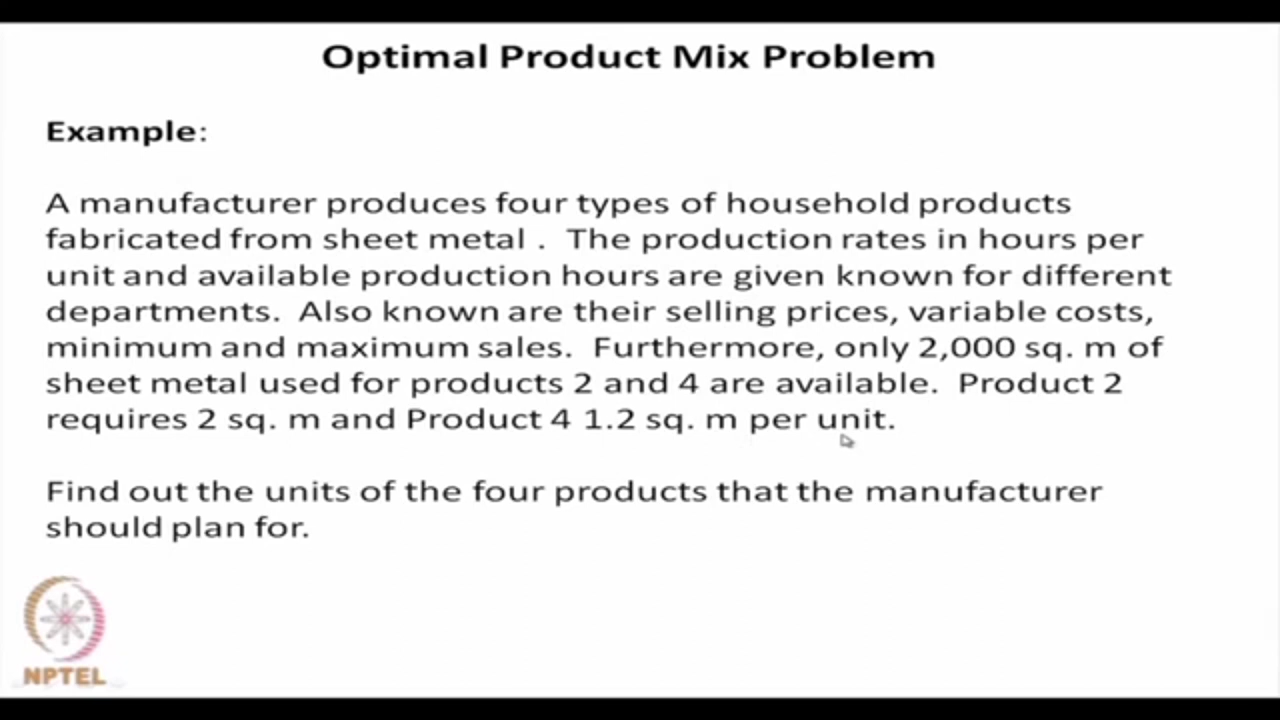 Optimal Product Mix Problem
Example:
A manufacturer produces four types of household products
fabricated from sheet metal . The production rates in hours per
unit and available production hours are given known for different
departments. Also known are their selling prices, variable costs,
minimum and maximum sales. Furthermore, only 2,000 sq. m of
sheet metal used for products 2 and 4 are available. Product 2
requires 2 sq. m and Product 4 1.2 sq. m per unit.
Find out the units of the four products that the manufacturer
should plan for.
NPTEL